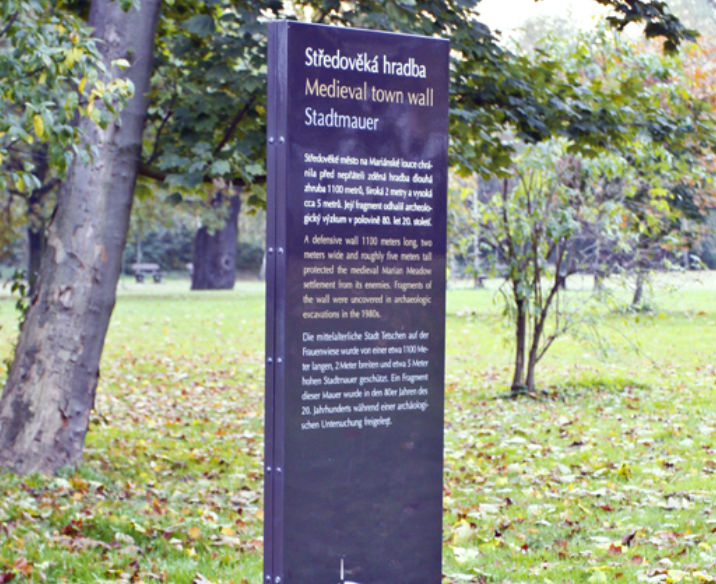 Středověká hradba
Medieval town wall
Stadtmauer
Středověké město na Mariánské louce chrá-
nila před nepřáteli zděná hradba dlouhá
zhruba 1100 metrů, široká 2 metry a vysoká
cca 5 metrů. Její fragment odhalil archeolo-
gický výzkum v polovině 80. let 20. století.
A defensive wall 1100 meters long, two
meters wide and roughly five meters tall
protected the medieval Marian Meadow
settlement from its enemies. Fragments of
the wall were uncovered in archaeologic
excavations in the 1980s.
Die mittelalterliche Stadt Tetschen auf der
Frauenwiese wurde von einer etwa 1100 Me-
ter langen, 2 Meter breiten und etwa 5 Meter
hohen Stadtmauer geschützt. Ein Fragment
dieser Mauer wurde in den 80er Jahren des
20. Jahrhunderts während einer archäologi-
schen Untersuchung freigelegt.